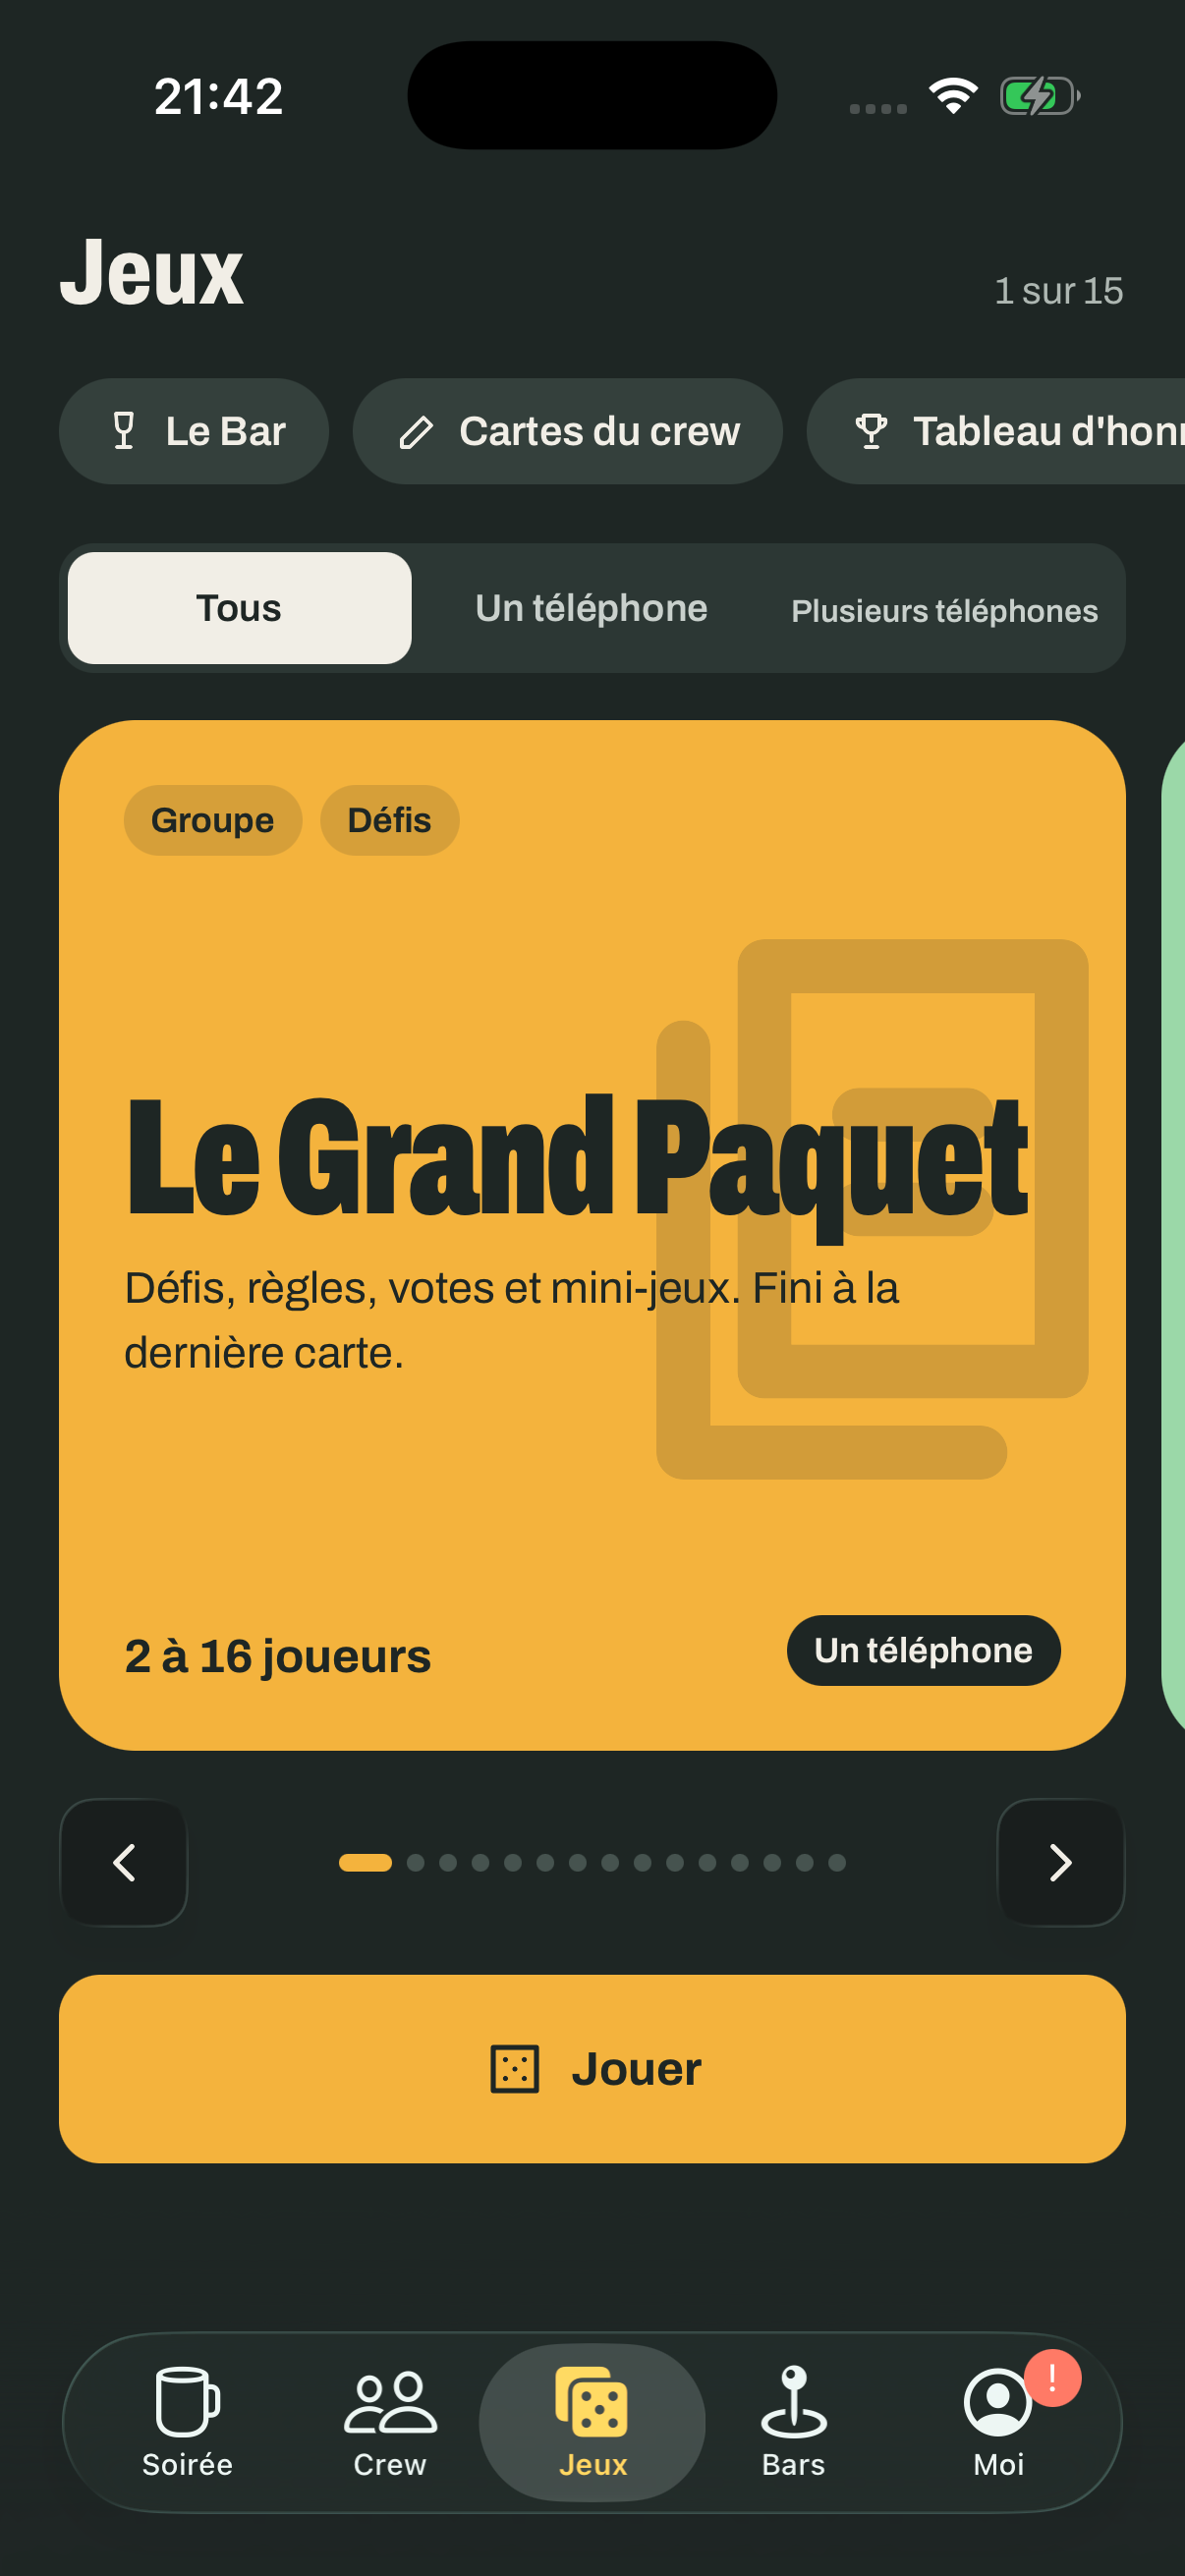 21:42
Jeux
1 sur 15
Le Bar
Cartes du crew
Tableau d'hon
Tous
Un téléphone
Plusieurs téléphones
Groupe
Défis
Le Grand Paquet
Défis, règles, votes et mini-jeux. Fini à la
dernière carte.
2 à 16 joueurs
Un téléphone
Jouer
!
Soirée
Crew
Jeux
Bars
Moi